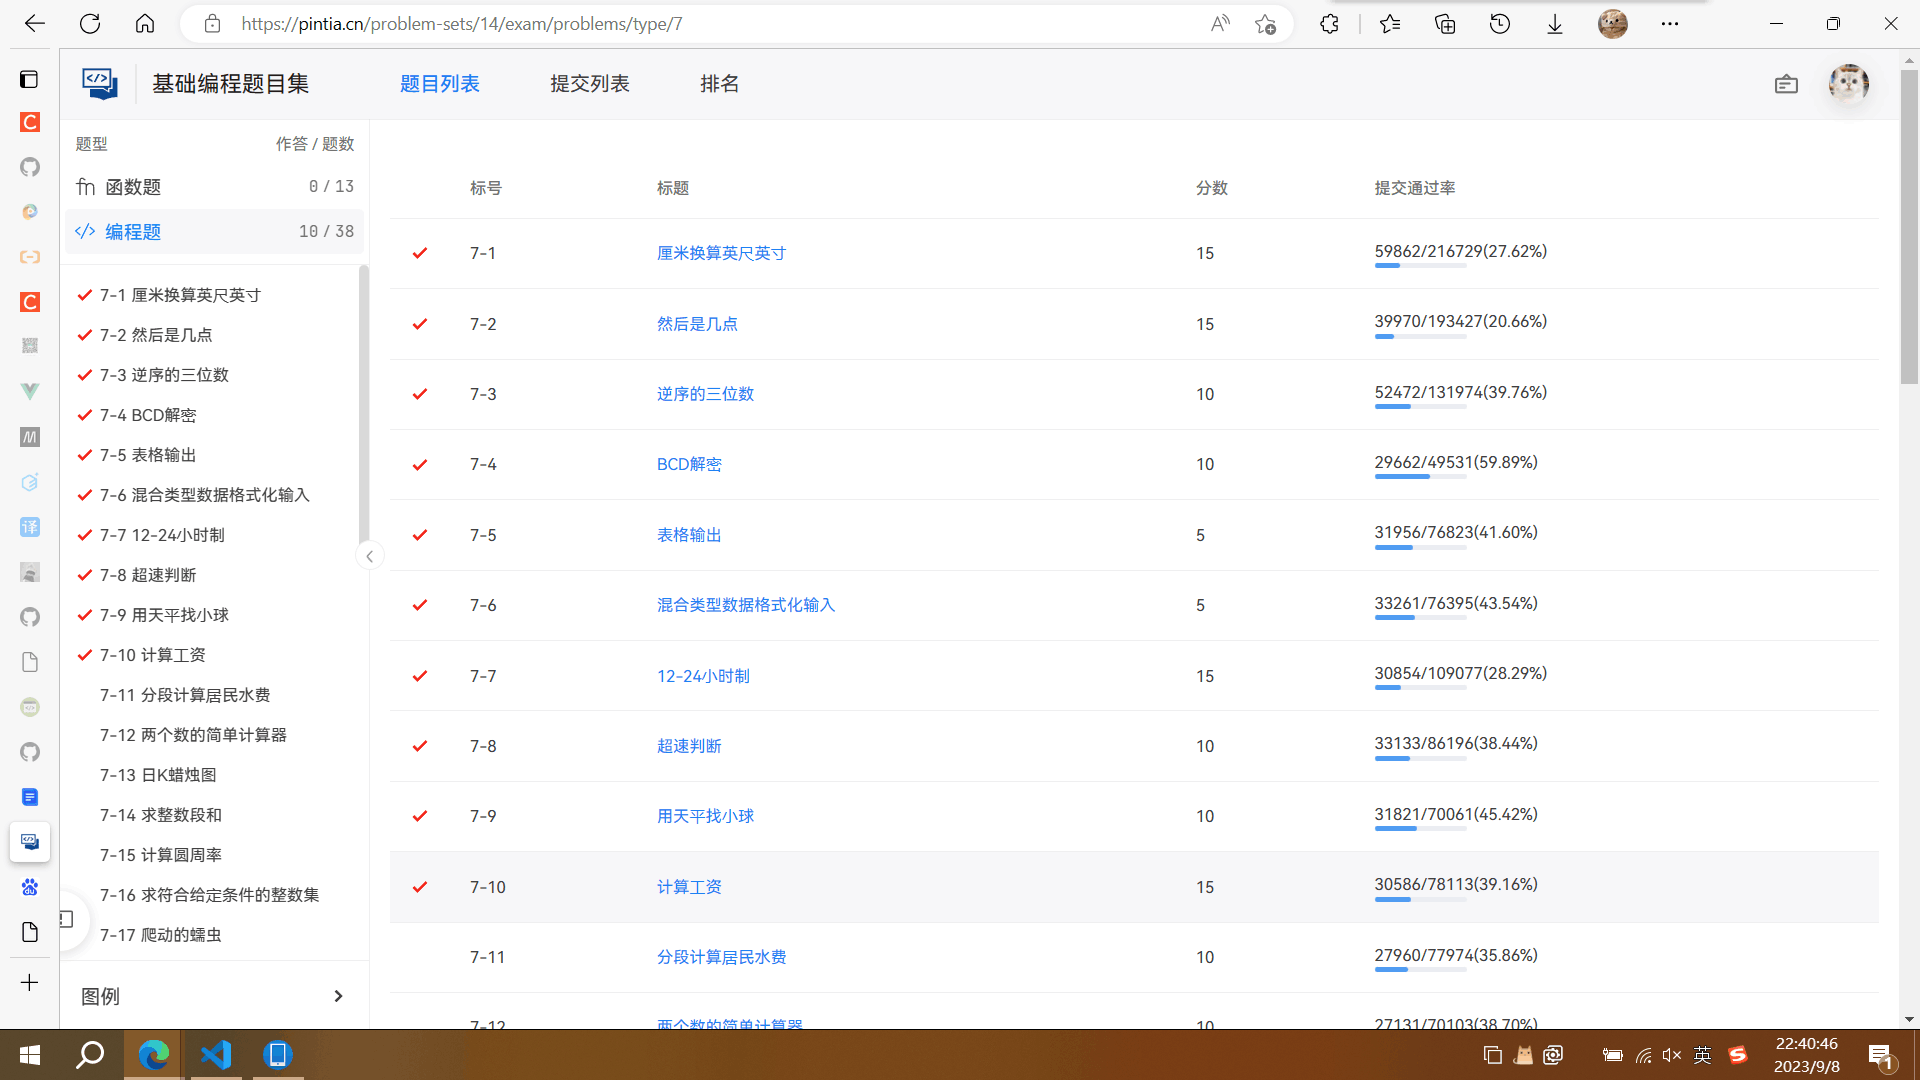 https://pintia.cn/problem-sets/14/exam/problems/type/7
基础编程题目集
题目列表
提交列表
排名
题型
作答 / 题数
函数题
0 / 13
编程题
10 / 38
7-1 厘米换算英尺英寸
7-2 然后是几点
7-3 逆序的三位数
7-4 BCD解密
7-5 表格输出
7-6 混合类型数据格式化输入
7-7 12-24小时制
7-8 超速判断
7-9 用天平找小球
7-10 计算工资
7-11 分段计算居民水费
7-12 两个数的简单计算器
7-13 日K蜡烛图
7-14 求整数段和
7-15 计算圆周率
7-16 求符合给定条件的整数集
7-17 爬动的蠕虫
图例
标号 标题 分数 提交通过率
7-1 厘米换算英尺英寸 15 59862/216729(27.62%)
7-2 然后是几点 15 39970/193427(20.66%)
7-3 逆序的三位数 10 52472/131974(39.76%)
7-4 BCD解密 10 29662/49531(59.89%)
7-5 表格输出 5 31956/76823(41.60%)
7-6 混合类型数据格式化输入 5 33261/76395(43.54%)
7-7 12-24小时制 15 30854/109077(28.29%)
7-8 超速判断 10 33133/86196(38.44%)
7-9 用天平找小球 10 31821/70061(45.42%)
7-10 计算工资 15 30586/78113(39.16%)
7-11 分段计算居民水费 10 27960/77974(35.86%)
7-12 两个数的简单计算器 10 27131/70103(38.70%)
英
22:40:46
2023/9/8
1